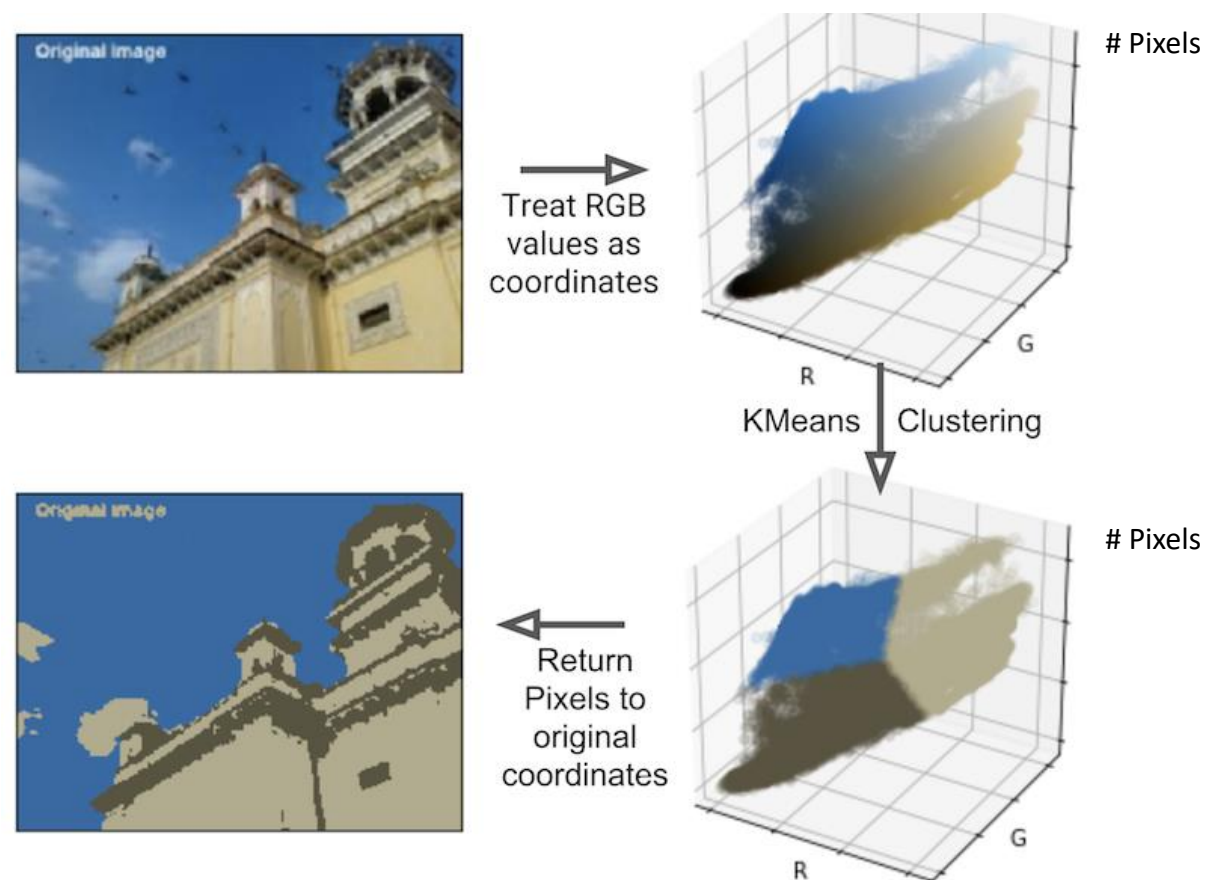 Original Image
# Pixels
Treat RGB
values as
coordinates
G
R
KMeans Clustering
Original Image
# Pixels
Return
Pixels to
original
coordinates
G
R